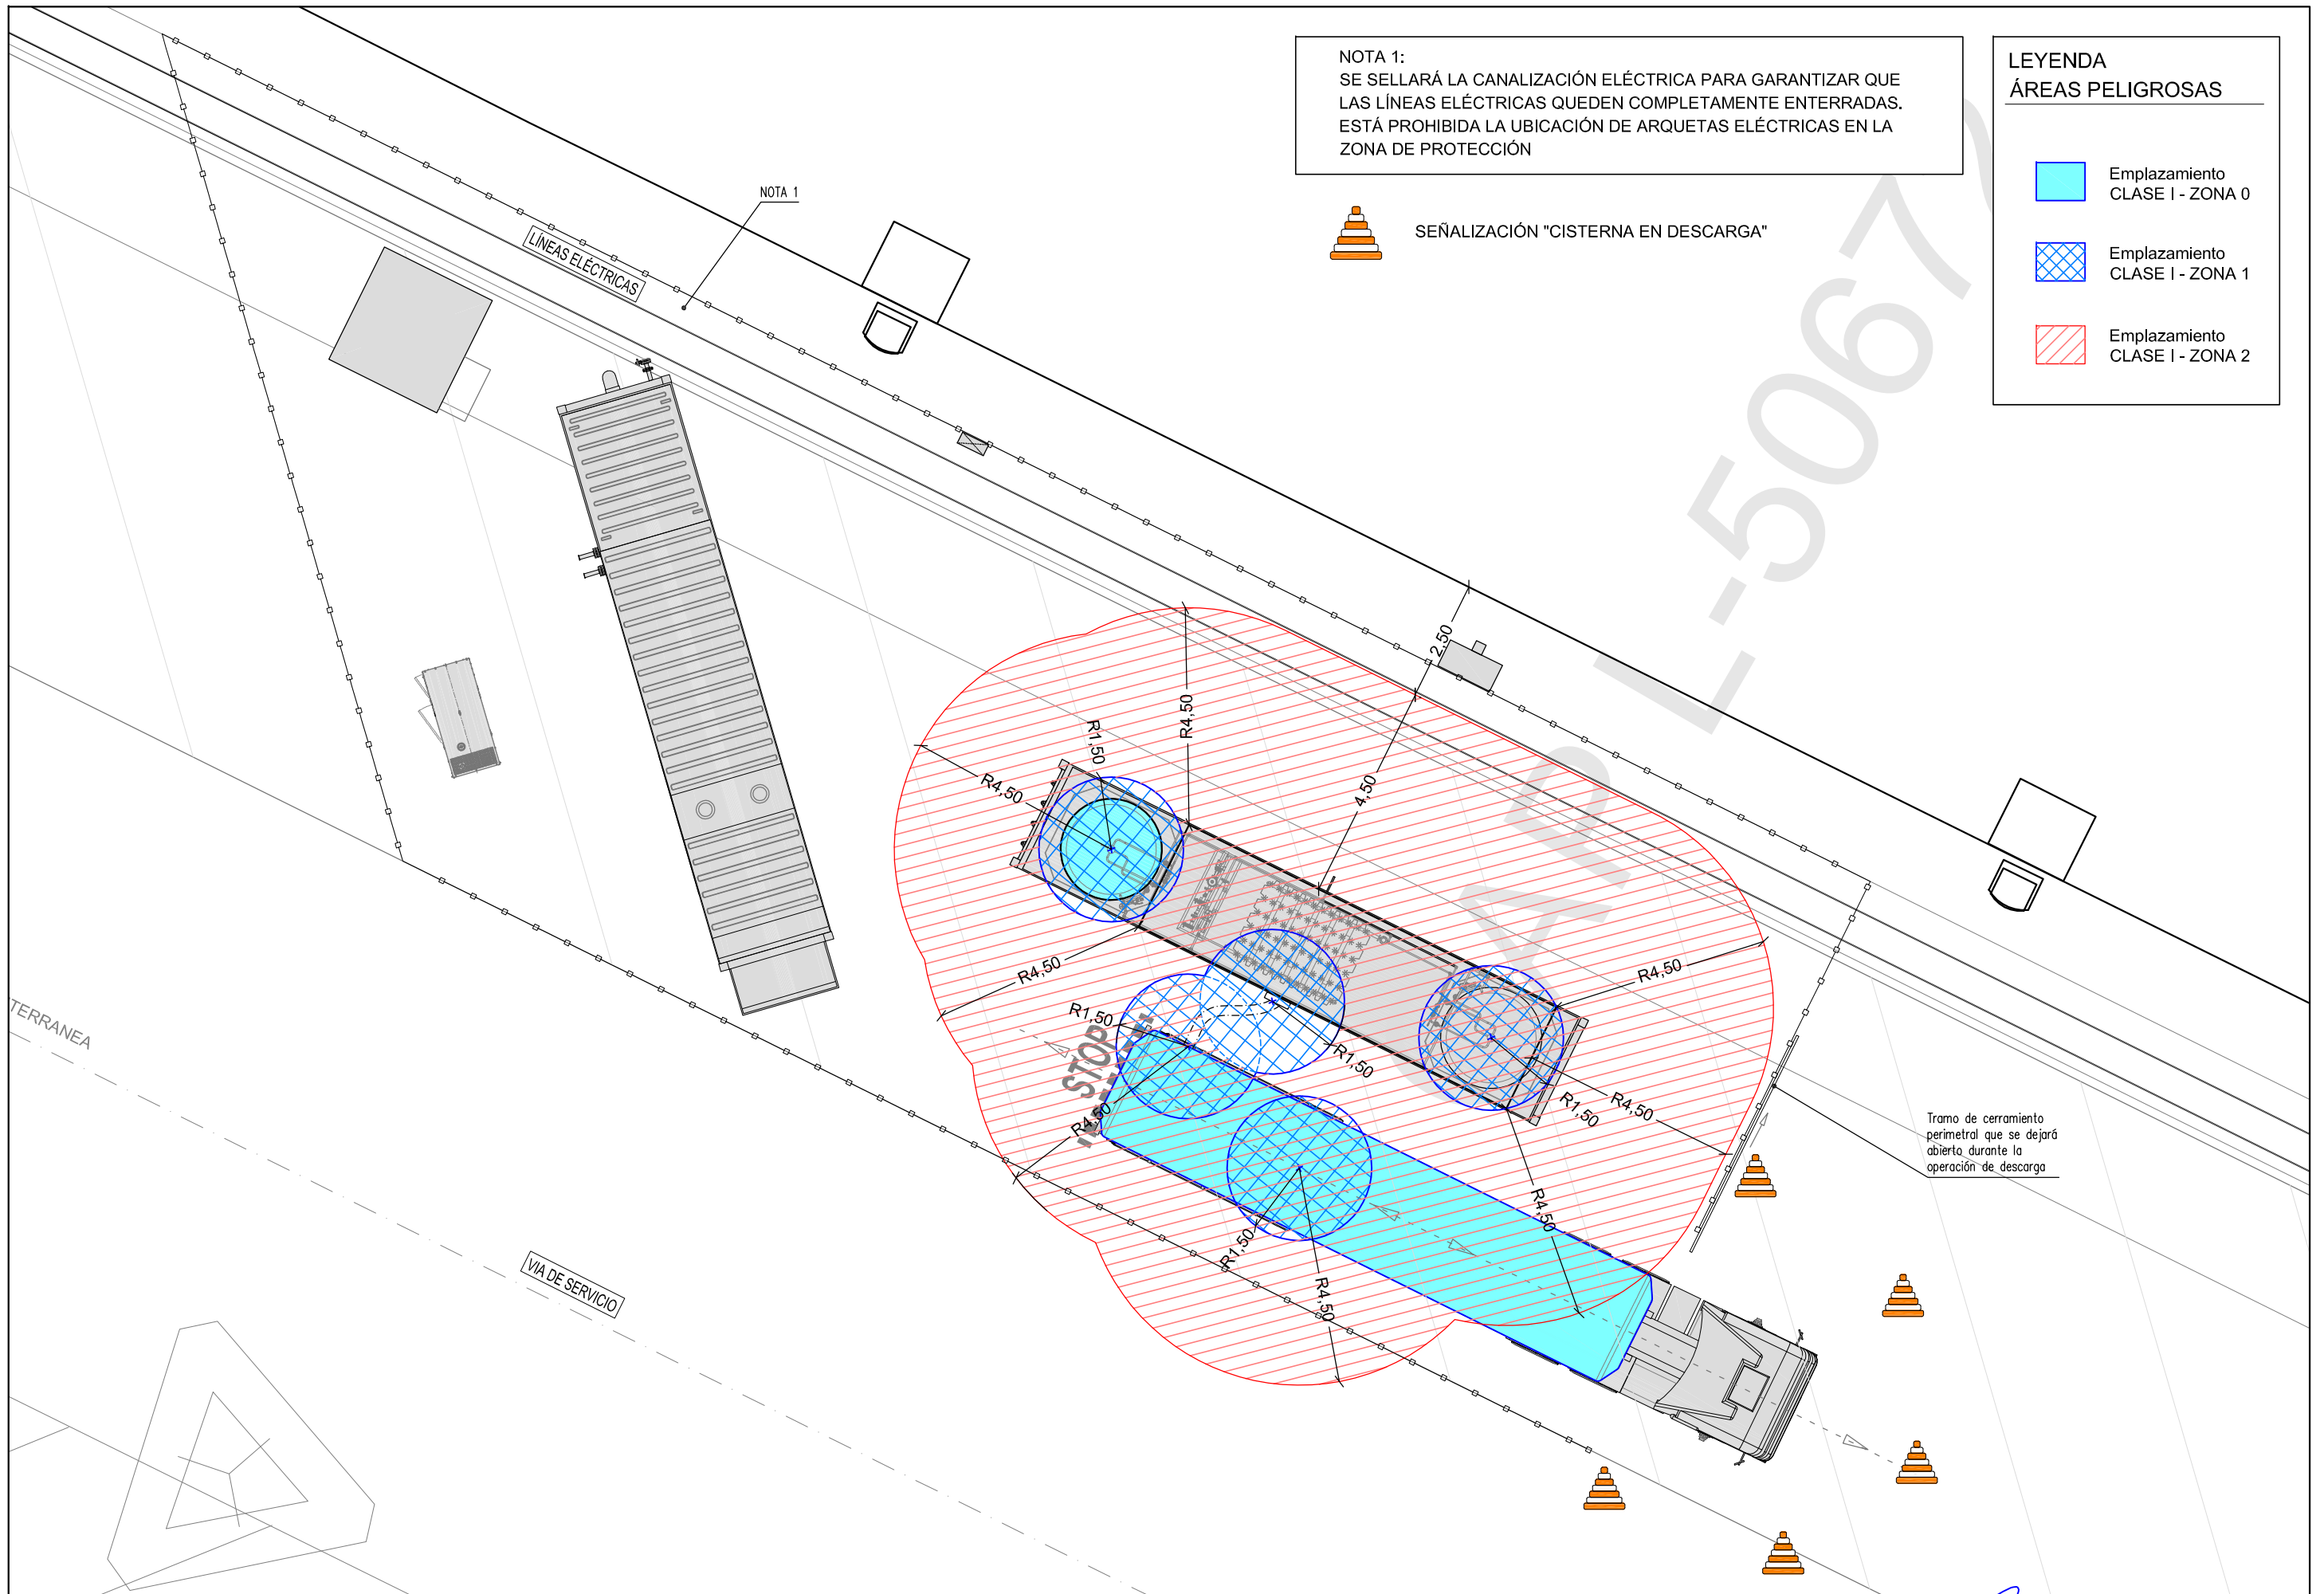 NOTA 1:
SE SELLARÁ LA CANALIZACIÓN ELÉCTRICA PARA GARANTIZAR QUE
LAS LÍNEAS ELÉCTRICAS QUEDEN COMPLETAMENTE ENTERRADAS.
ESTÁ PROHIBIDA LA UBICACIÓN DE ARQUETAS ELÉCTRICAS EN LA
ZONA DE PROTECCIÓN
SEÑALIZACIÓN "CISTERNA EN DESCARGA"
LEYENDA
ÁREAS PELIGROSAS
Emplazamiento
CLASE I - ZONA 0
Emplazamiento
CLASE I - ZONA 1
Emplazamiento
CLASE I - ZONA 2
NOTA 1
LÍNEAS ELÉCTRICAS
2,50
R4,50
R1,50
R4,50
4,50
R4,50
R4,50
R1,50
STOP
R1,50
R4,50
R1,50
R4,50
R4,50
R1,50
R4,50
Tramo de cerramiento
perimetral que se dejará
abierto durante la
operación de descarga
TERRANEA
VIA DE SERVICIO